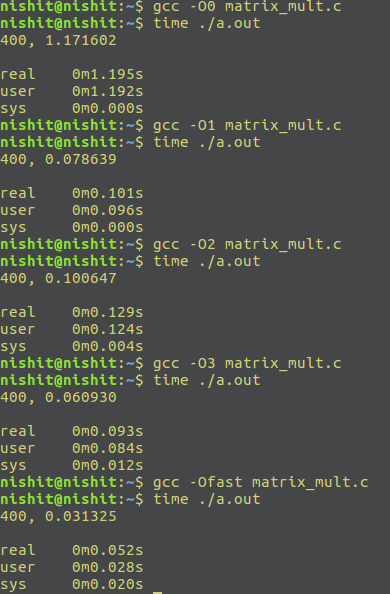 nishit@nishit:~$ gcc -O0 matrix_mult.c
nishit@nishit:~$ time ./a.out
400, 1.171602
real 0m1.195s
user 0m1.192s
sys 0m0.000s
nishit@nishit:~$ gcc -O1 matrix_mult.c
nishit@nishit:~$ time ./a.out
400, 0.078639
real 0m0.101s
user 0m0.096s
sys 0m0.000s
nishit@nishit:~$ gcc -O2 matrix_mult.c
nishit@nishit:~$ time ./a.out
400, 0.100647
real 0m0.129s
user 0m0.124s
sys 0m0.004s
nishit@nishit:~$ gcc -O3 matrix_mult.c
nishit@nishit:~$ time ./a.out
400, 0.060930
real 0m0.093s
user 0m0.084s
sys 0m0.012s
nishit@nishit:~$ gcc -Ofast matrix_mult.c
nishit@nishit:~$ time ./a.out
400, 0.031325
real 0m0.052s
user 0m0.028s
sys 0m0.020s